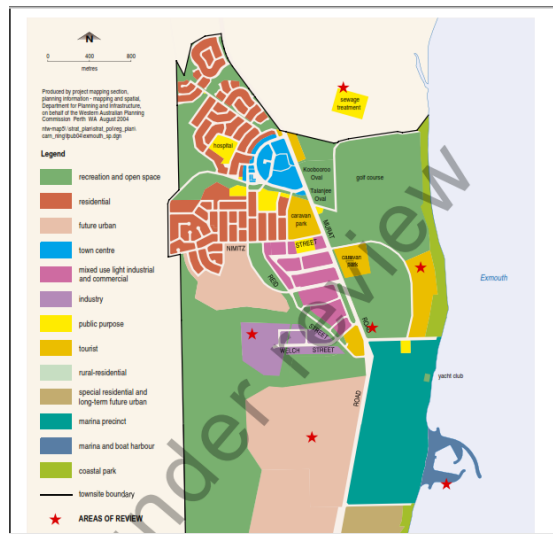 N
0 400 800
metres
Produced by project mapping section,
planning information - mapping and spatial,
Department for Planning and Infrastructure,
on behalf of the Western Australian Planning
Commission Perth WA August 2004
Legend
recreation and open space
residential
future urban
town centre
mixed use light industrial
and commercial
industry
public purpose
tourist
rural-residential
special residential and
long-term future urban
marina precinct
marina and boat harbour
coastal park
townsite boundary
AREAS OF REVIEW
sewage
treatment
hospital
Koobooroo
Oval
Talanjee
Oval
golf course
caravan
park
MURAT
NIMITZ
STREET
caravan
park
Exmouth
REID
STREET
ROAD
WELCH STREET
yacht club
ROAD
under review